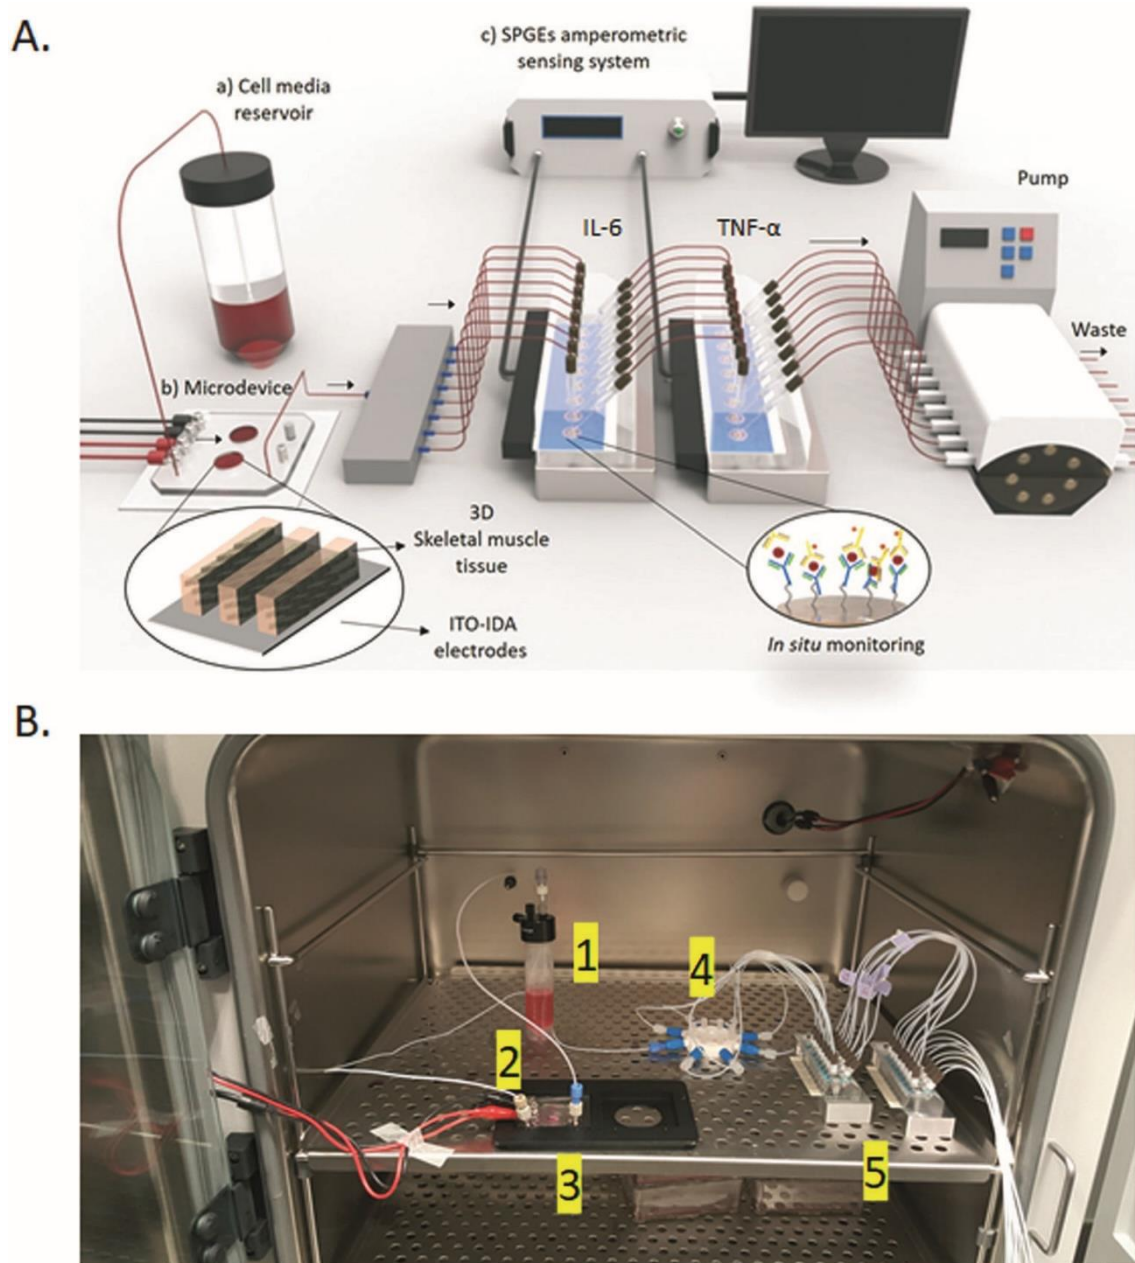 A.
c) SPGEs amperometric
sensing system
a) Cell media
reservoir
Pump
IL-6
TNF-α
Waste
b) Microdevice
3D
Skeletal muscle
tissue
ITO-IDA
electrodes
In situ monitoring
B.
1
4
2
3
5